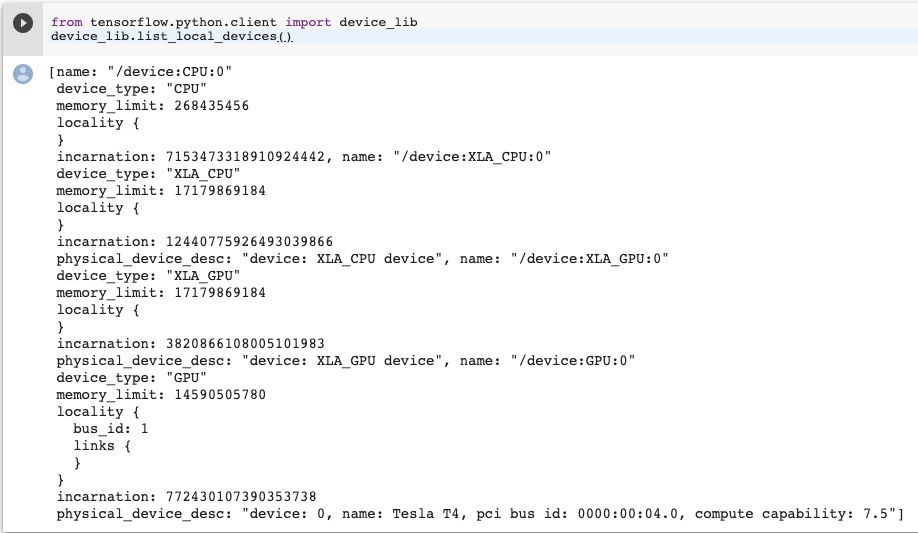 from tensorflow.python.client import device_lib
device_lib.list_local_devices()
[name: "/device:CPU:0"
device_type: "CPU"
memory_limit: 268435456
locality {
}
incarnation: 7153473318910924442, name: "/device:XLA_CPU:0"
device_type: "XLA_CPU"
memory_limit: 17179869184
locality {
}
incarnation: 12440775926493039866
physical_device_desc: "device: XLA_CPU device", name: "/device:XLA_GPU:0"
device_type: "XLA_GPU"
memory_limit: 17179869184
locality {
}
incarnation: 3820866108005101983
physical_device_desc: "device: XLA_GPU device", name: "/device:GPU:0"
device_type: "GPU"
memory_limit: 14590505780
locality {
bus_id: 1
links {
}
}
incarnation: 772430107390353738
physical_device_desc: "device: 0, name: Tesla T4, pci bus id: 0000:00:04.0, compute capability: 7.5"]